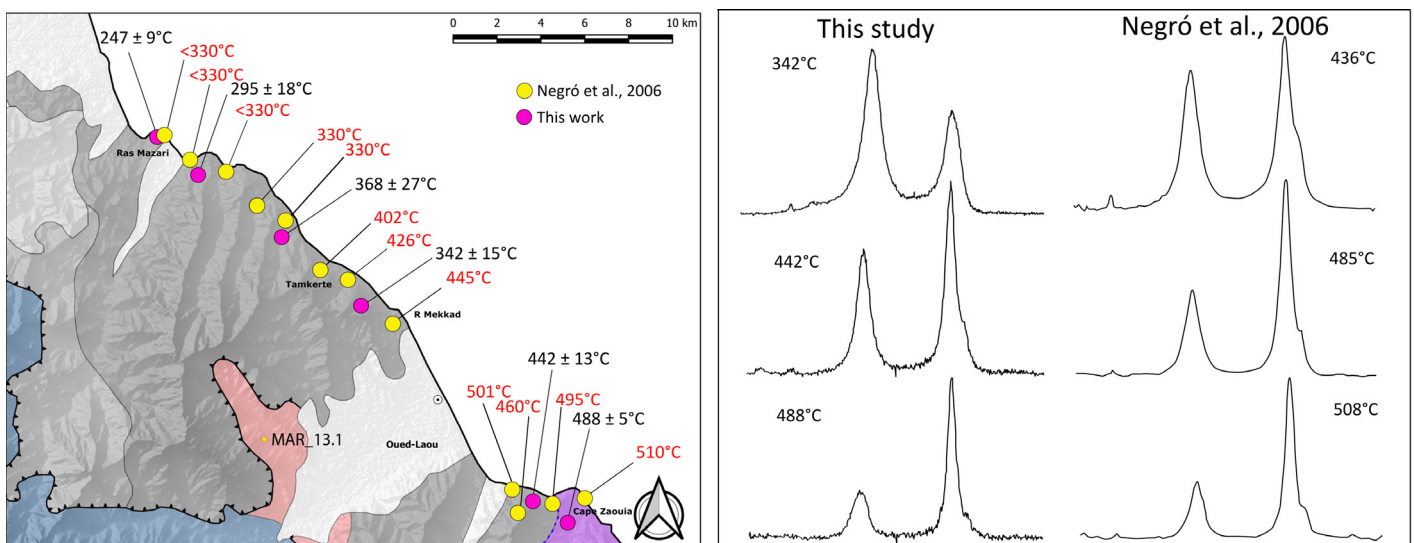 0 2 4 6 8 10 km
247 ± 9°C
<330°C
<330°C
295 ± 18°C
<330°C
Negró et al., 2006
This work
330°C
330°C
Ras Mazari
368 ± 27°C
402°C
426°C
342 ± 15°C
Tamkerte
445°C
R Mekkad
442 ± 13°C
501°C
460°C
495°C
488 ± 5°C
MAR_13.1
Oued-Laou
510°C
Cape Zaouia
This study
Negró et al., 2006
342°C
436°C
442°C
485°C
488°C
508°C